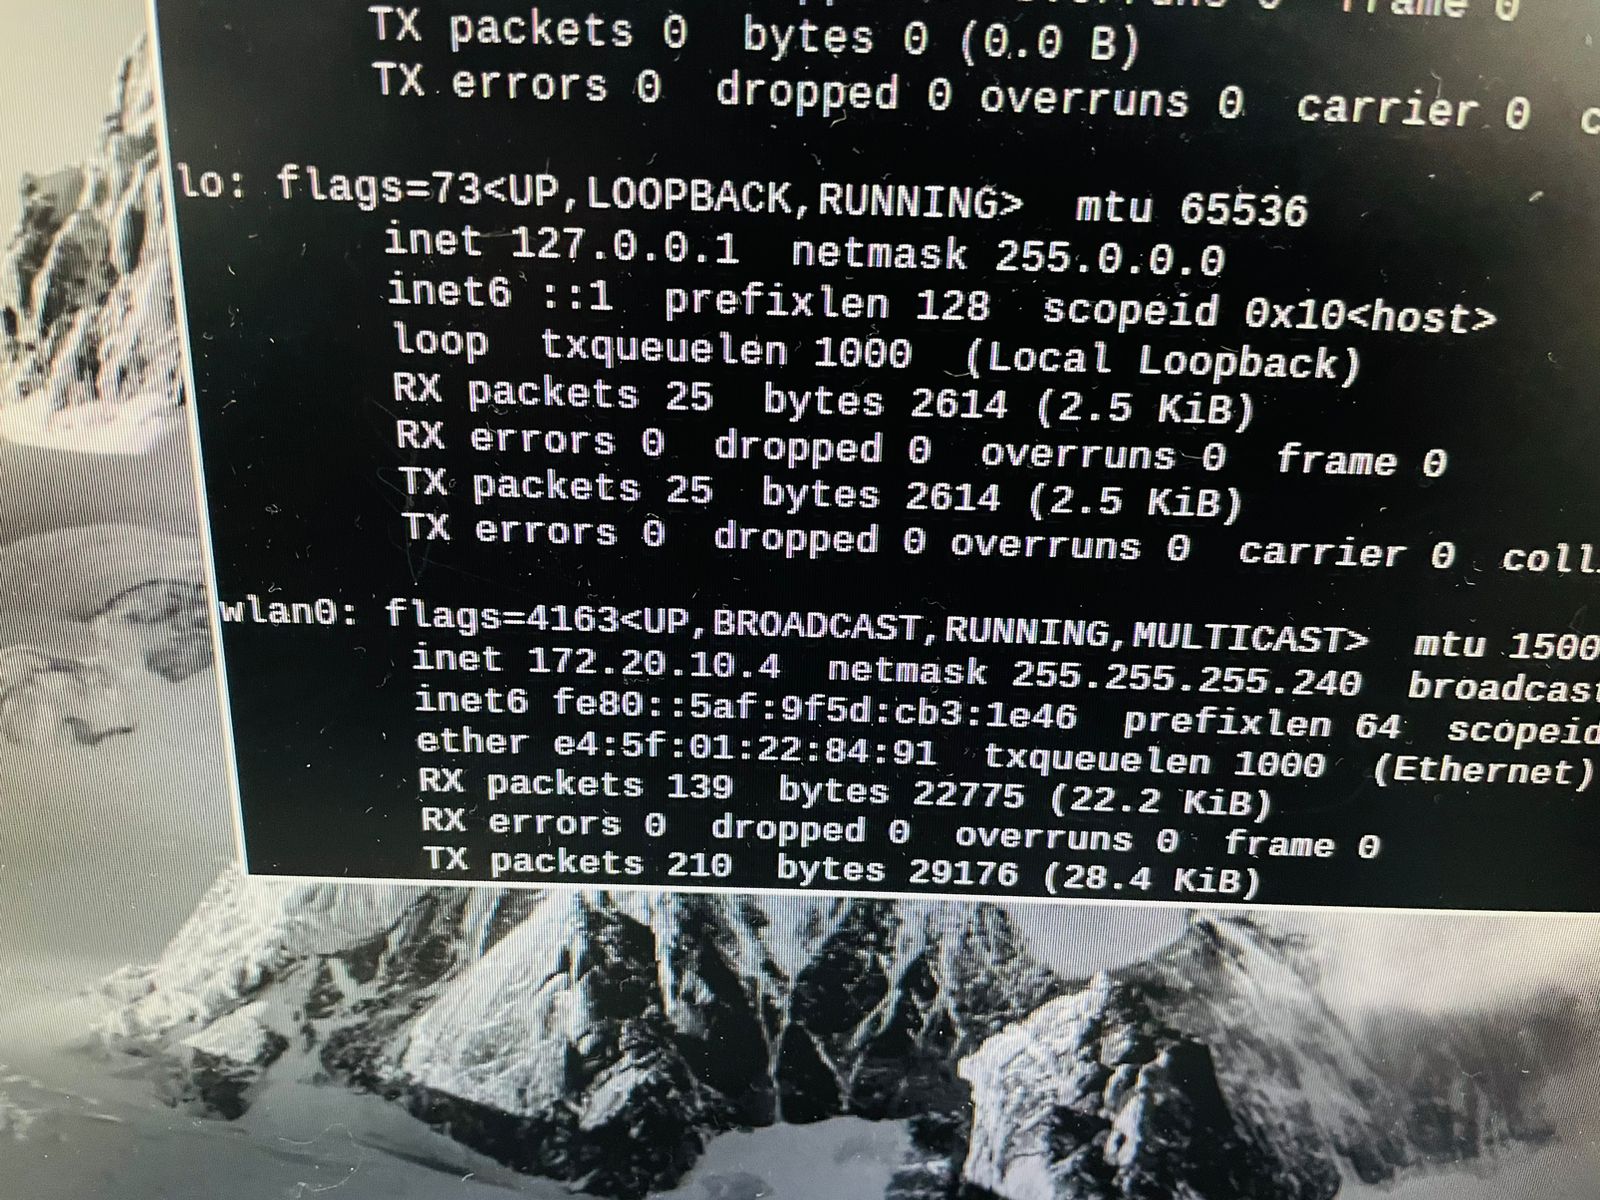 frame 0
TX packets 0 bytes 0 (0.0 B)
TX errors 0 dropped 0 overruns 0 carrier 0 c
lo: flags=73<UP,LOOPBACK,RUNNING> mtu 65536
inet 127.0.0.1 netmask 255.0.0.0
inet6 ::1 prefixlen 128 scopeid 0x10<host>
loop txqueuelen 1000 (Local Loopback)
RX packets 25 bytes 2614 (2.5 KiB)
RX errors 0 dropped 0 overruns 0 frame 0
TX packets 25 bytes 2614 (2.5 KiB)
TX errors 0 dropped 0 overruns 0 carrier 0 coll
wlan0: flags=4163<UP,BROADCAST,RUNNING,MULTICAST> mtu 1500
inet 172.20.10.4 netmask 255.255.255.240 broadcast
inet6 fe80::5af:9f5d:cb3:1e46 prefixlen 64 scopeid
ether e4:5f:01:22:84:91 txqueuelen 1000 (Ethernet)
RX packets 139 bytes 22775 (22.2 KiB)
RX errors 0 dropped 0 overruns 0 frame 0
TX packets 210 bytes 29176 (28.4 KiB)